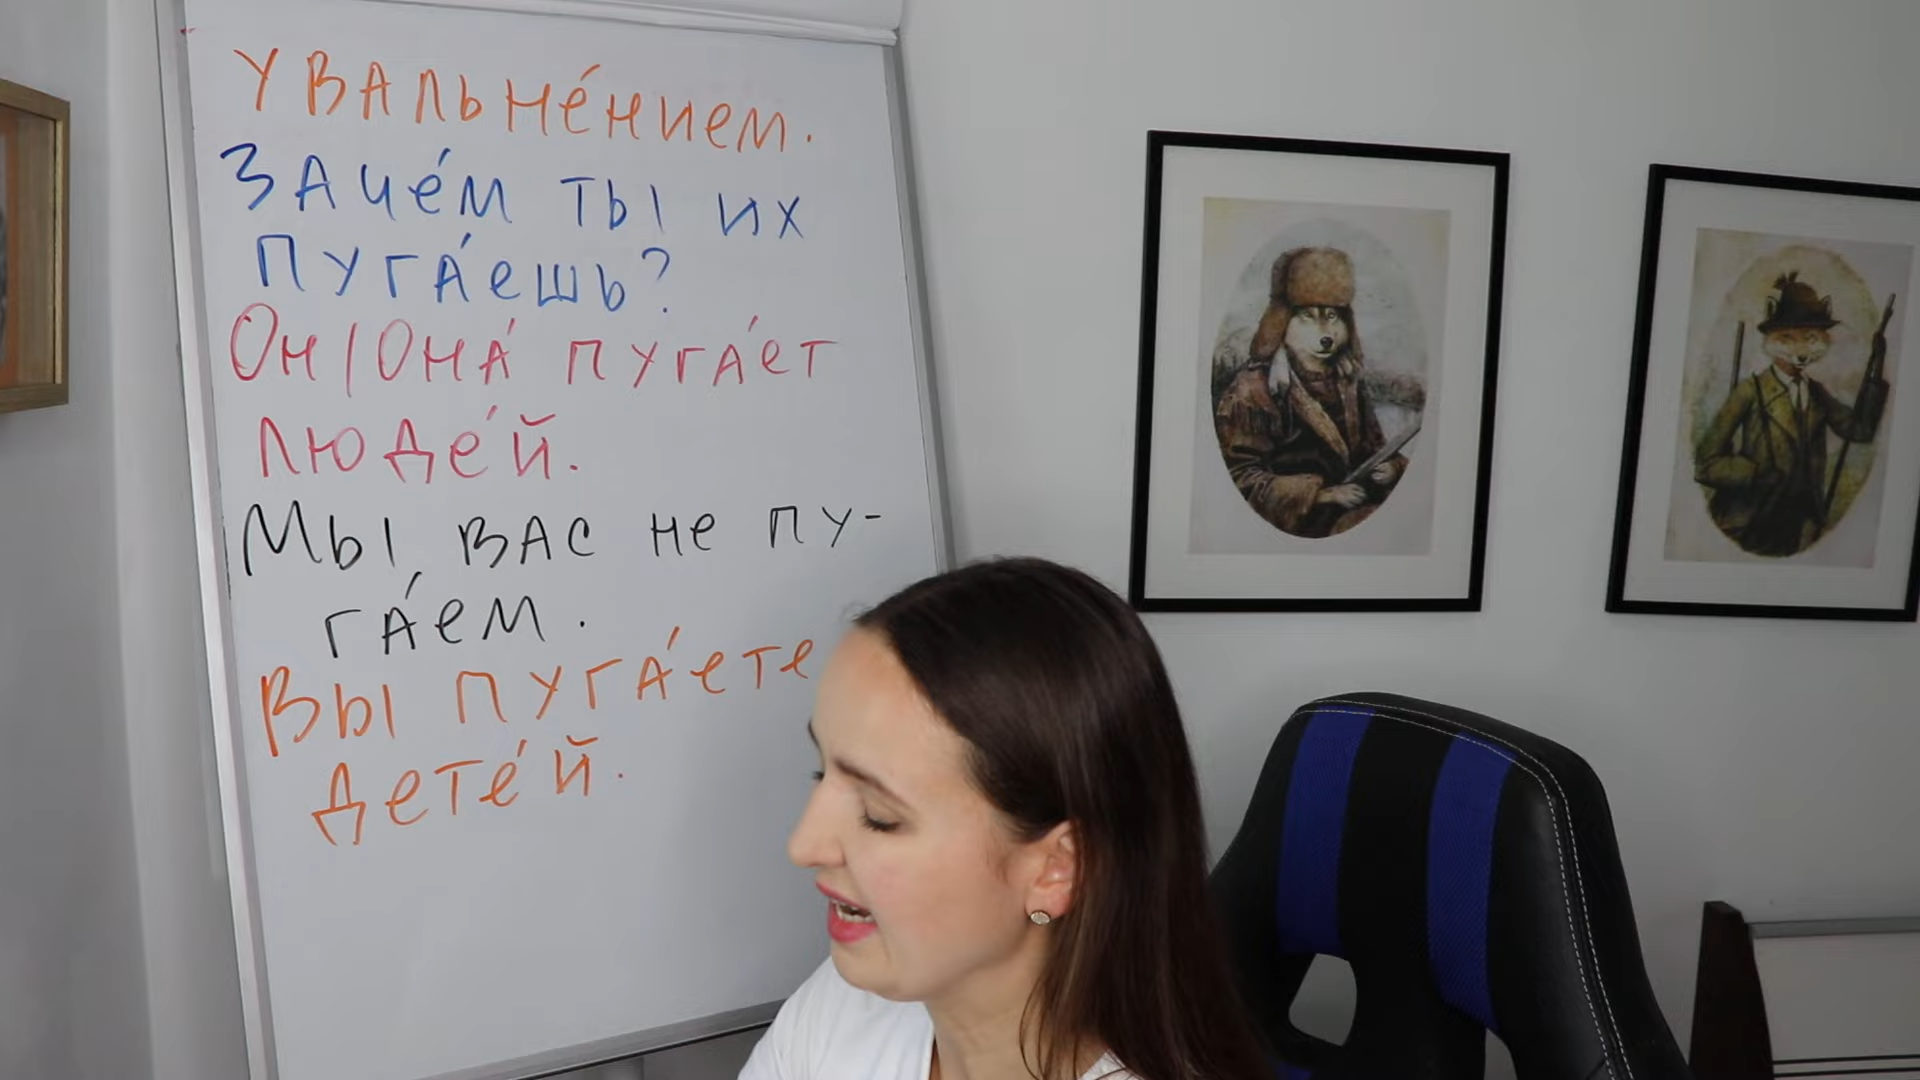 УВАЛЬНЕ́НИЕМ.
ЗАЧЕ́М ТЫ ИХ
ПУГА́ЕШЬ?
ОН/ОНА́ ПУГА́ЕТ
ЛЮДЕ́Й.
МЫ ВАС НЕ ПУ-
ГА́ЕМ.
ВЫ ПУГА́ЕТЕ
ДЕТЕ́Й.